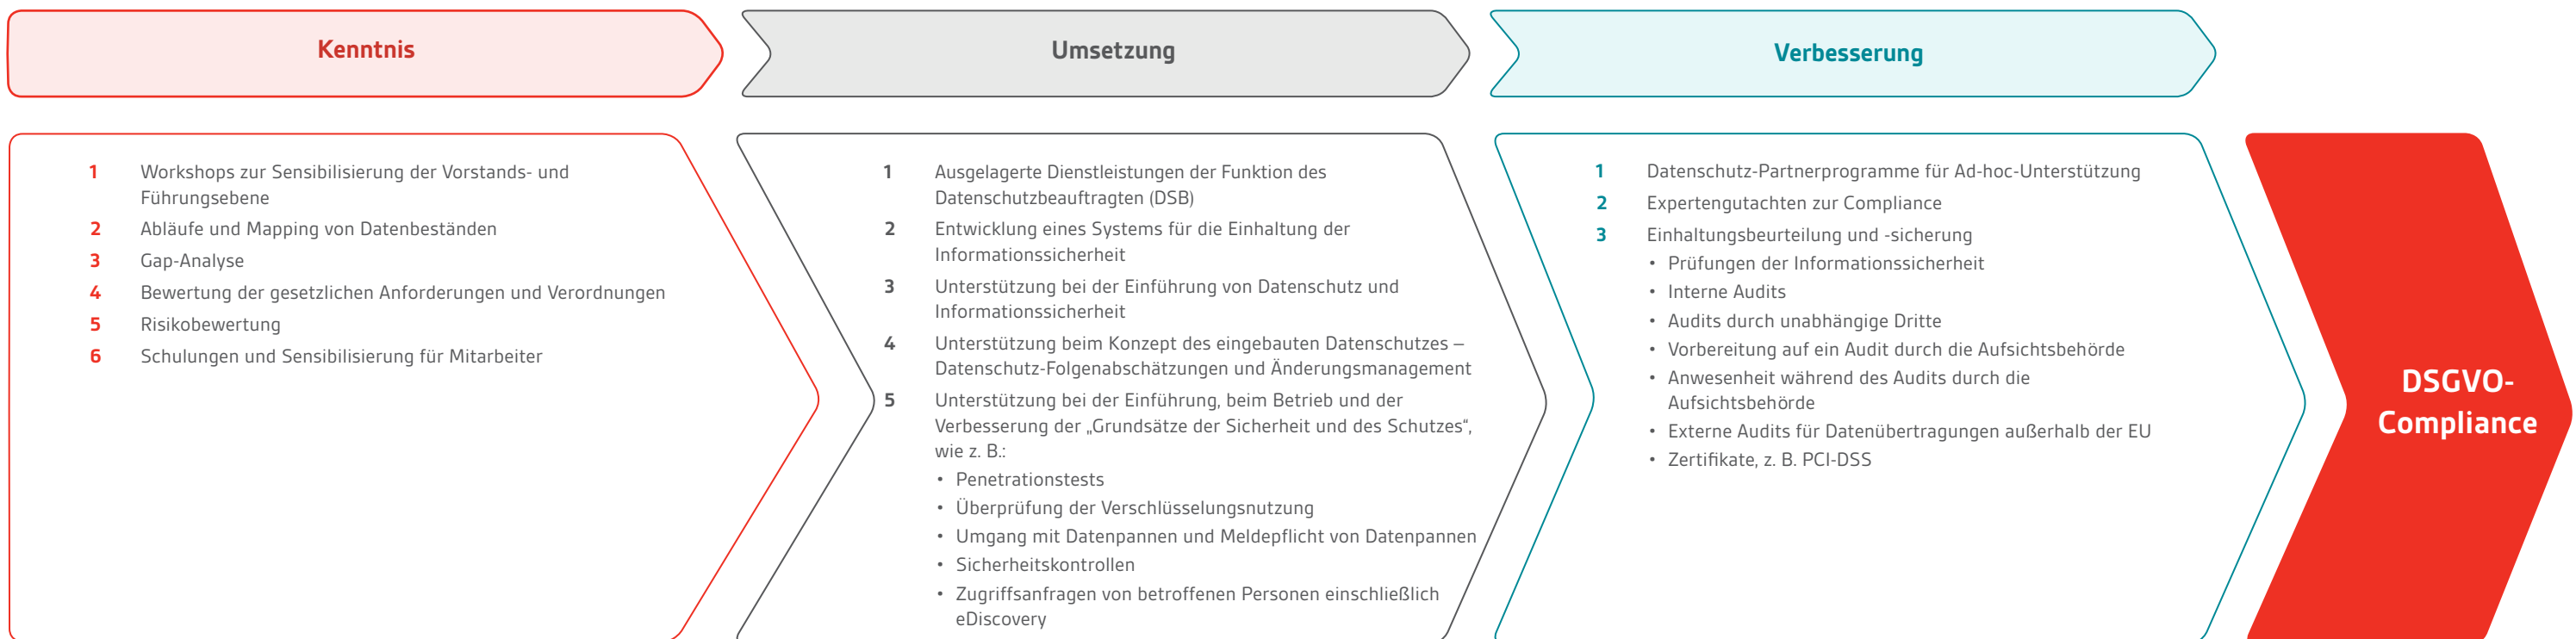 Kenntnis
Umsetzung
Verbesserung
1 Workshops zur Sensibilisierung der Vorstands- und
Führungsebene
2 Abläufe und Mapping von Datenbeständen
3 Gap-Analyse
4 Bewertung der gesetzlichen Anforderungen und Verordnungen
5 Risikobewertung
6 Schulungen und Sensibilisierung für Mitarbeiter
1 Ausgelagerte Dienstleistungen der Funktion des
Datenschutzbeauftragten (DSB)
2 Entwicklung eines Systems für die Einhaltung der
Informationssicherheit
3 Unterstützung bei der Einführung von Datenschutz und
Informationssicherheit
4 Unterstützung beim Konzept des eingebauten Datenschutzes –
Datenschutz-Folgenabschätzungen und Änderungsmanagement
5 Unterstützung bei der Einführung, beim Betrieb und der
Verbesserung der „Grundsätze der Sicherheit und des Schutzes“,
wie z. B.:
• Penetrationstests
• Überprüfung der Verschlüsselungsnutzung
• Umgang mit Datenpannen und Meldepflicht von Datenpannen
• Sicherheitskontrollen
• Zugriffsanfragen von betroffenen Personen einschließlich
eDiscovery
1 Datenschutz-Partnerprogramme für Ad-hoc-Unterstützung
2 Expertengutachten zur Compliance
3 Einhaltungsbeurteilung und -sicherung
• Prüfungen der Informationssicherheit
• Interne Audits
• Audits durch unabhängige Dritte
• Vorbereitung auf ein Audit durch die Aufsichtsbehörde
• Anwesenheit während des Audits durch die
Aufsichtsbehörde
• Externe Audits für Datenübertragungen außerhalb der EU
• Zertifikate, z. B. PCI-DSS
DSGVO-
Compliance